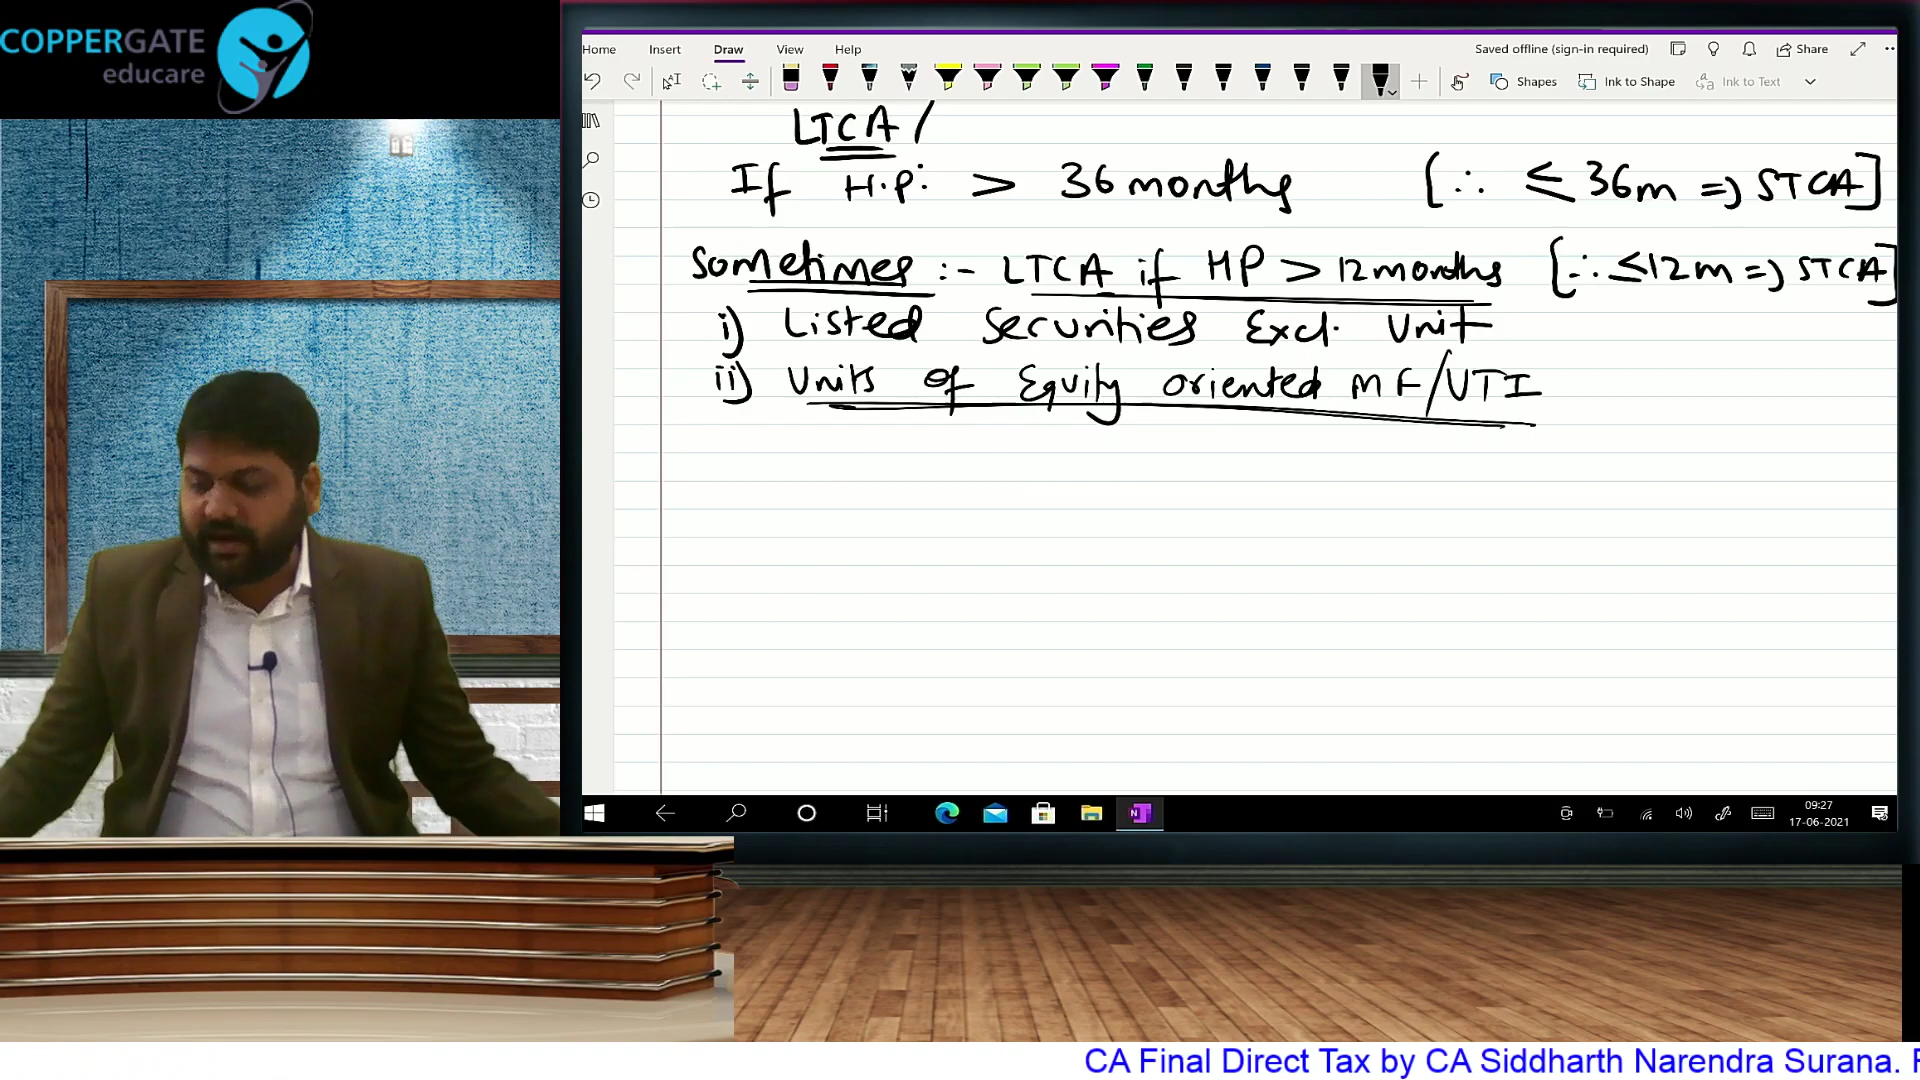 COPPERGATE
educare
Home Insert Draw View Help Saved offline (sign-in required) Share
Shapes Ink to Shape Ink to Text
LTCA /
If H.P: > 36 months [∴ ≤ 36m => STCA]
Sometimes :- LTCA if HP > 12 months [∴ ≤12m => STCA]
i) Listed Securities Excl. Unit
ii) Units of Equity oriented MF/UTI
09:27
17-06-2021
CA Final Direct Tax by CA Siddharth Narendra Surana.